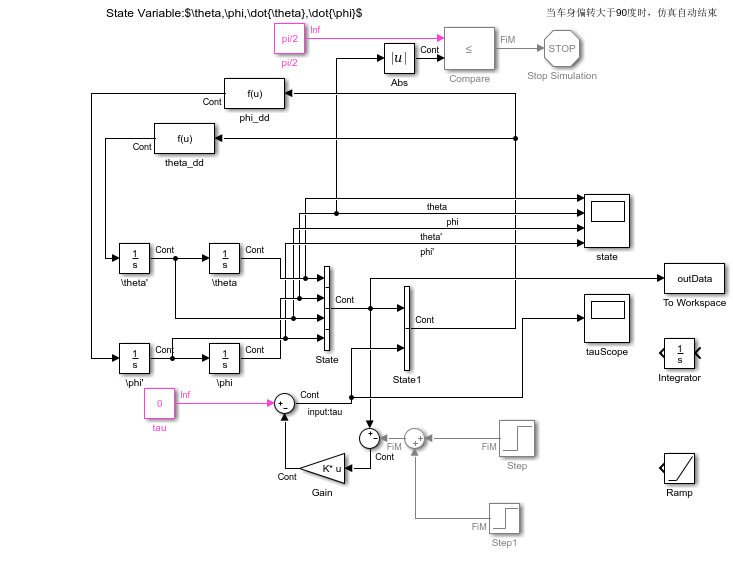 State Variable:$\theta,\phi,\dot{\theta},\dot{\phi}$
当车身偏转大于90度时，仿真自动结束
pi/2
Inf
pi/2
|u|
Cont
Abs
≤
Compare
FiM
STOP
Stop Simulation
f(u)
Cont
phi_dd
f(u)
Cont
theta_dd
theta
phi
theta'
phi'
state
1
s
Cont
\theta'
1
s
Cont
\theta
Cont
State
Cont
State1
outData
To Workspace
tauScope
1
s
Cont
\phi'
1
s
Cont
\phi
1
s
Integrator
0
Inf
tau
+
−
Cont
input:tau
+
−
Cont
FiM
+
+
FiM
Step
K* u
Cont
Gain
Ramp
FiM
Step1